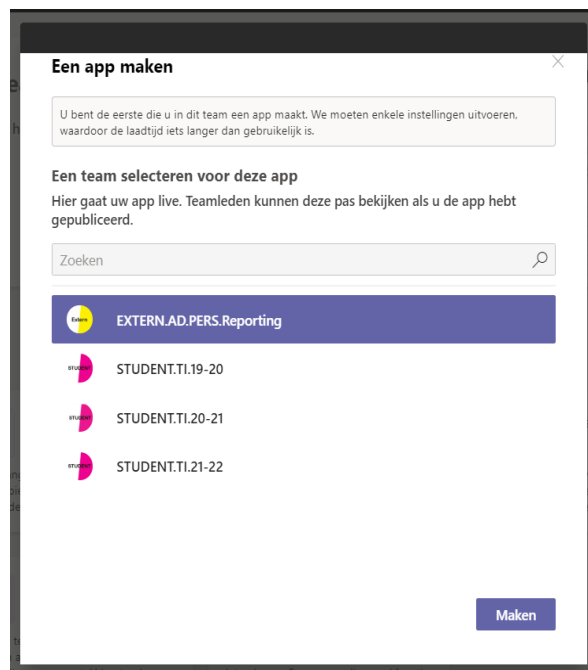 Een app maken
U bent de eerste die u in dit team een app maakt. We moeten enkele instellingen uitvoeren,
waardoor de laadtijd iets langer dan gebruikelijk is.
Een team selecteren voor deze app
Hier gaat uw app live. Teamleden kunnen deze pas bekijken als u de app hebt
gepubliceerd.
Zoeken
Extern
EXTERN.AD.PERS.Reporting
STUDENT
STUDENT.TI.19-20
STUDENT
STUDENT.TI.20-21
STUDENT
STUDENT.TI.21-22
Maken